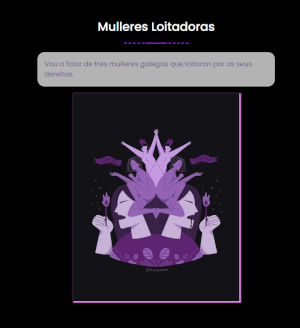 Mulleres Loitadoras
Vou a falar de tres mulleres galegas que loitaron por os seus
dereitos.